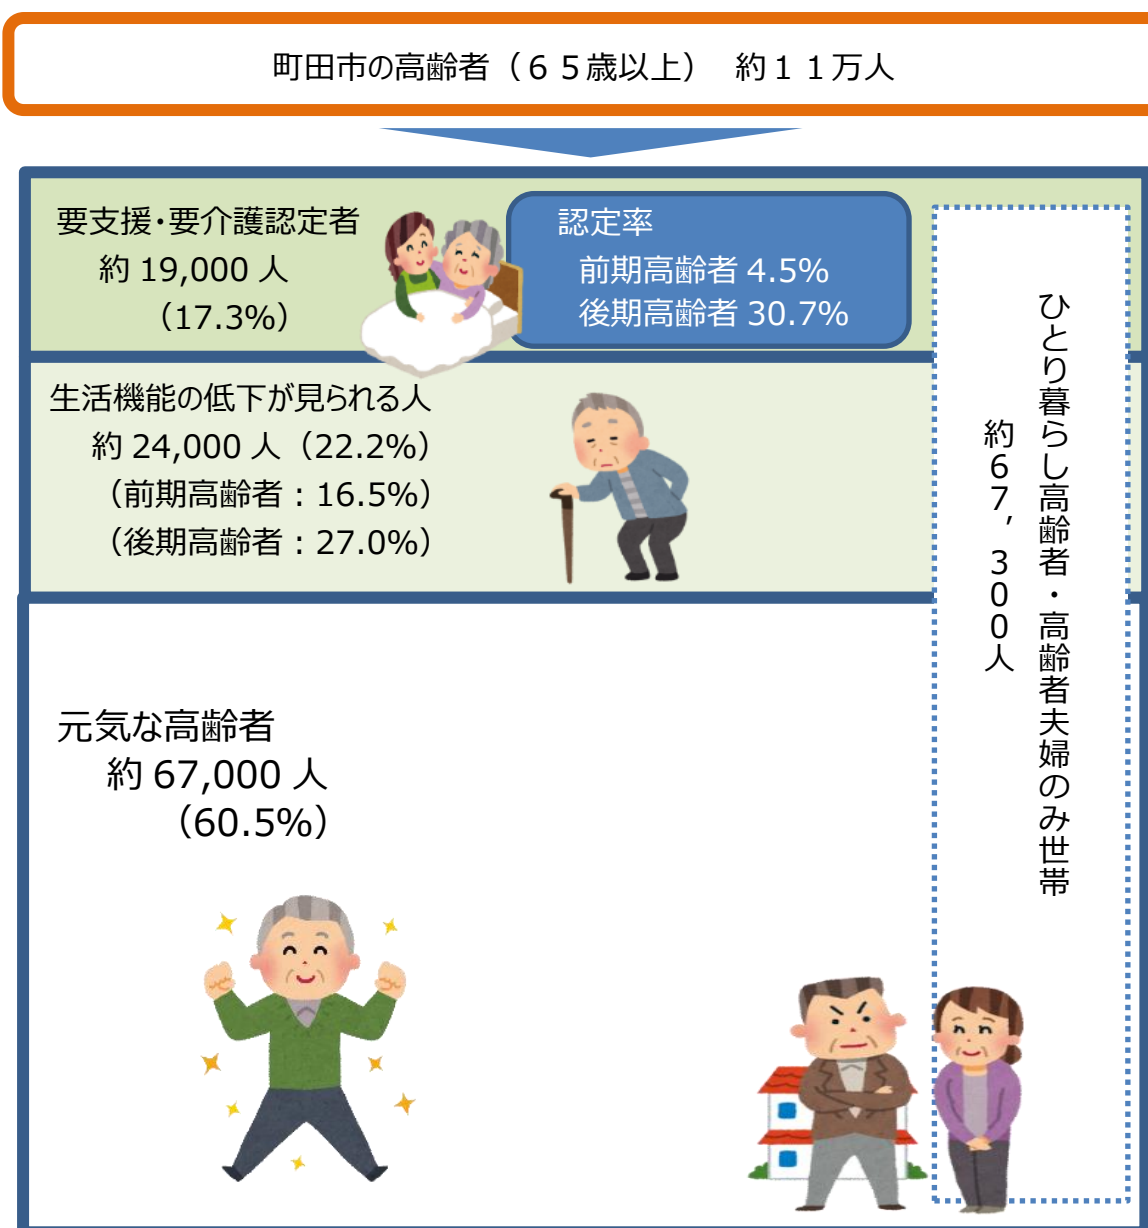 町田市の高齢者（６５歳以上）　約１１万人
要支援・要介護認定者
約 19,000 人
（17.3%）
認定率
前期高齢者 4.5%
後期高齢者 30.7%
生活機能の低下が見られる人
約 24,000 人（22.2%）
（前期高齢者：16.5%）
（後期高齢者：27.0%）
元気な高齢者
約 67,000 人
（60.5%）
ひとり暮らし高齢者・高齢者夫婦のみ世帯
約６７，３００人